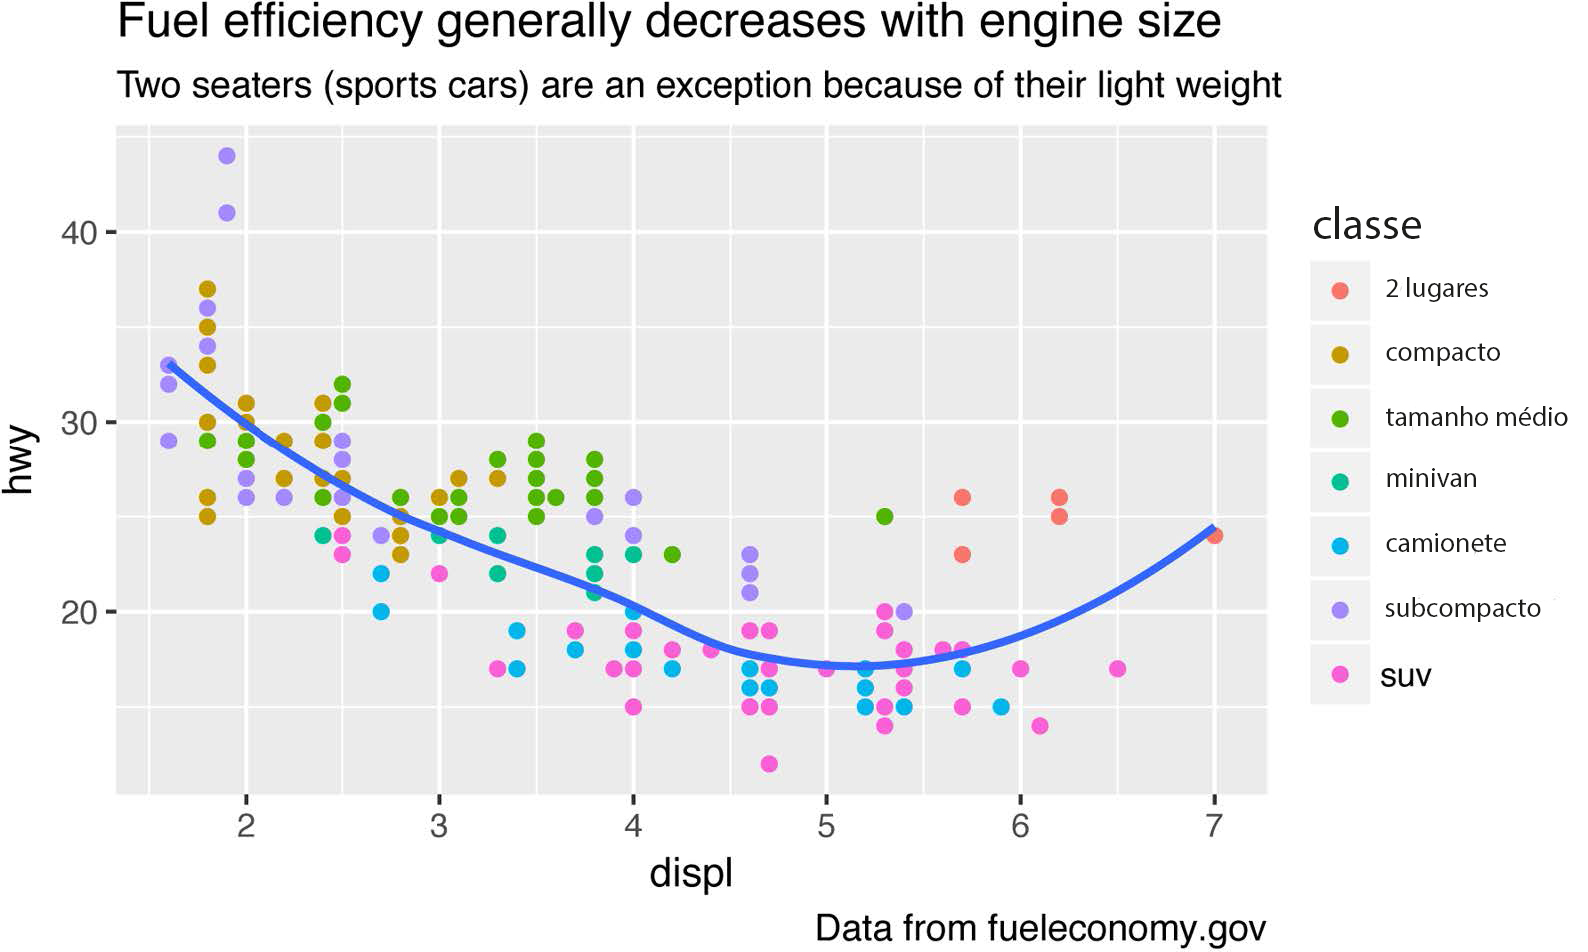 Fuel efficiency generally decreases with engine size
Two seaters (sports cars) are an exception because of their light weight
40
30
20
hwy
2 3 4 5 6 7
displ
classe
2 lugares
compacto
tamanho médio
minivan
camionete
subcompacto
suv
Data from fueleconomy.gov